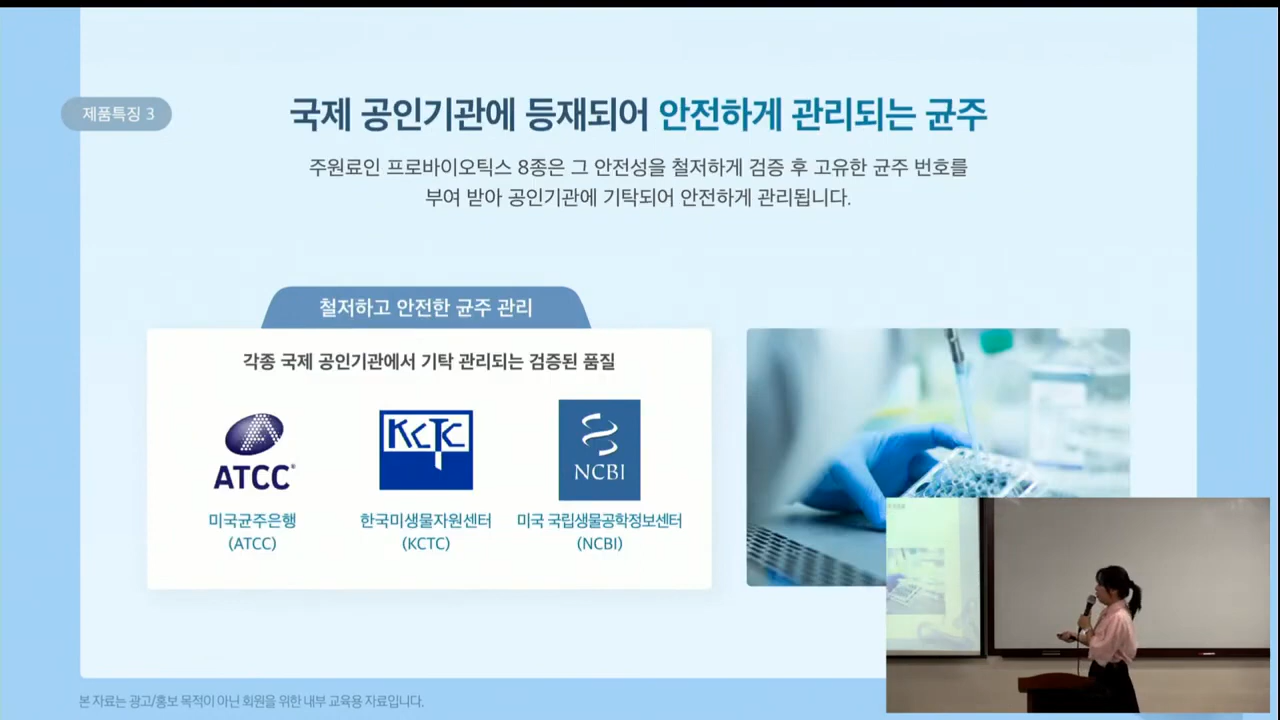 제품특징 3
국제 공인기관에 등재되어 안전하게 관리되는 균주
주원료인 프로바이오틱스 8종은 그 안전성을 철저하게 검증 후 고유한 균주 번호를
부여 받아 공인기관에 기탁되어 안전하게 관리됩니다.
철저하고 안전한 균주 관리
각종 국제 공인기관에서 기탁 관리되는 검증된 품질
ATCC®
KCTC
NCBI
미국균주은행
(ATCC)
한국미생물자원센터
(KCTC)
미국 국립생물공학정보센터
(NCBI)
본 자료는 광고/홍보 목적이 아닌 회원을 위한 내부 교육용 자료입니다.